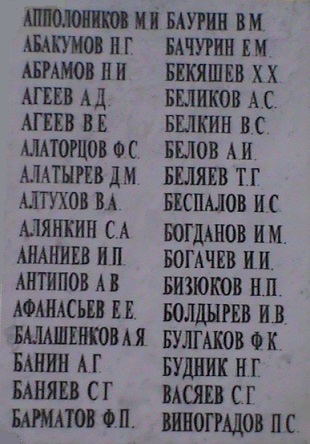 АППОЛОНИКОВ М И
АБАКУМОВ Н.Г.
АБРАМОВ Н.И
АГЕЕВ А.Д.
АГЕЕВ В.Е
АЛАТОРЦОВ Ф.С.
АЛАТЫРЕВ Д.М.
АЛТУХОВ В.А.
АЛЯНКИН С.А
АНАНИЕВ И.П.
АНТИПОВ А В
АФАНАСЬЕВ Е.Е.
БАЛАШЕНКОВ А.Я.
БАНИН А.Г.
БАНЯЕВ С Г
БАРМАТОВ Ф.П.
БАУРИН В М.
БАЧУРИН Е М.
БЕКЯШЕВ Х.Х.
БЕЛИКОВ А.С.
БЕЛКИН В.С.
БЕЛОВ А.И.
БЕЛЯЕВ Т.Г.
БЕСПАЛОВ И.С.
БОГДАНОВ И М.
БОГАЧЕВ И.И.
БИЗЮКОВ Н.П.
БОЛДЫРЕВ И.В.
БУЛГАКОВ Ф К.
БУДНИК Н.Г.
ВАСЯЕВ С.Г.
ВИНОГРАДОВ П.С.